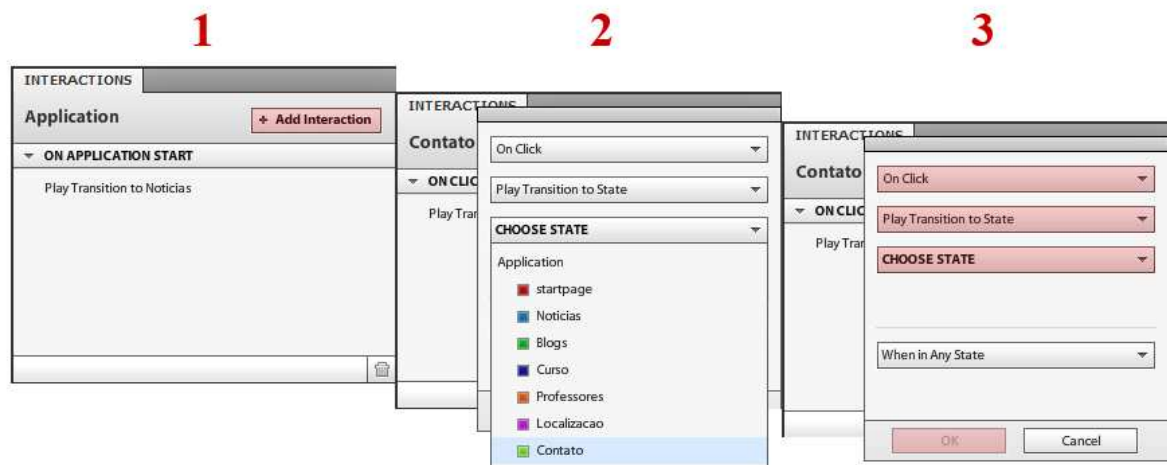 1
INTERACTIONS
Application
+ Add Interaction
ON APPLICATION START
Play Transition to Noticias
2
INTERACTIONS
Contato
ON CLIC
Play Tran
On Click
Play Transition to State
CHOOSE STATE
Application
startpage
Noticias
Blogs
Curso
Professores
Localizacao
Contato
3
INTERACTIONS
Contato
ON CLIC
Play Tran
On Click
Play Transition to State
CHOOSE STATE
When in Any State
OK
Cancel